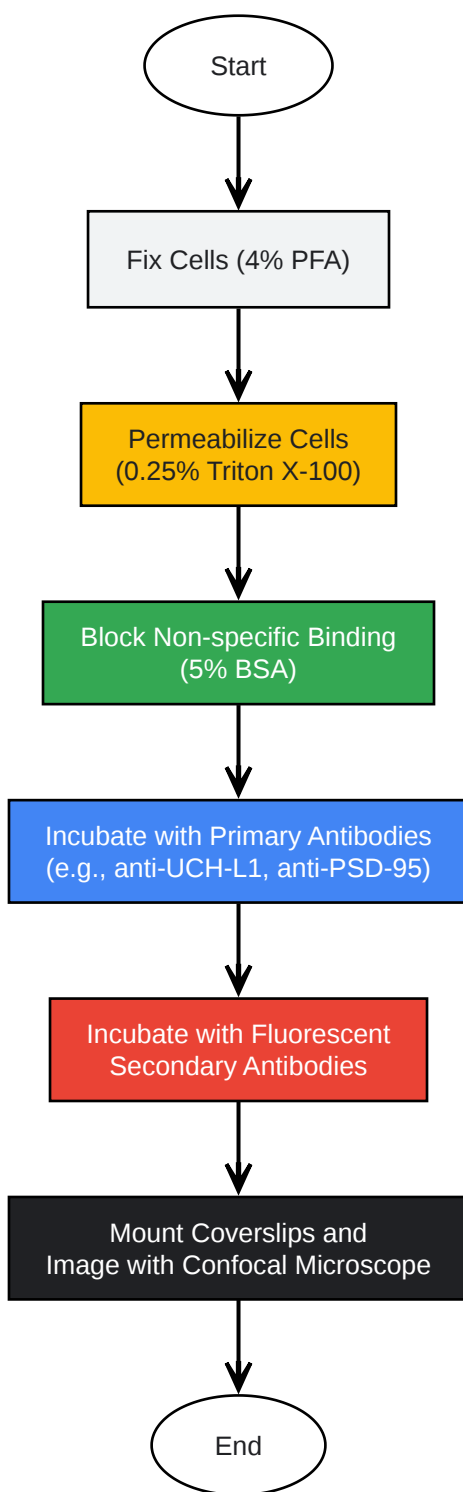 Start
Fix Cells (4% PFA)
Permeabilize Cells
(0.25% Triton X-100)
Block Non-specific Binding
(5% BSA)
Incubate with Primary Antibodies
(e.g., anti-UCH-L1, anti-PSD-95)
Incubate with Fluorescent
Secondary Antibodies
Mount Coverslips and
Image with Confocal Microscope
End